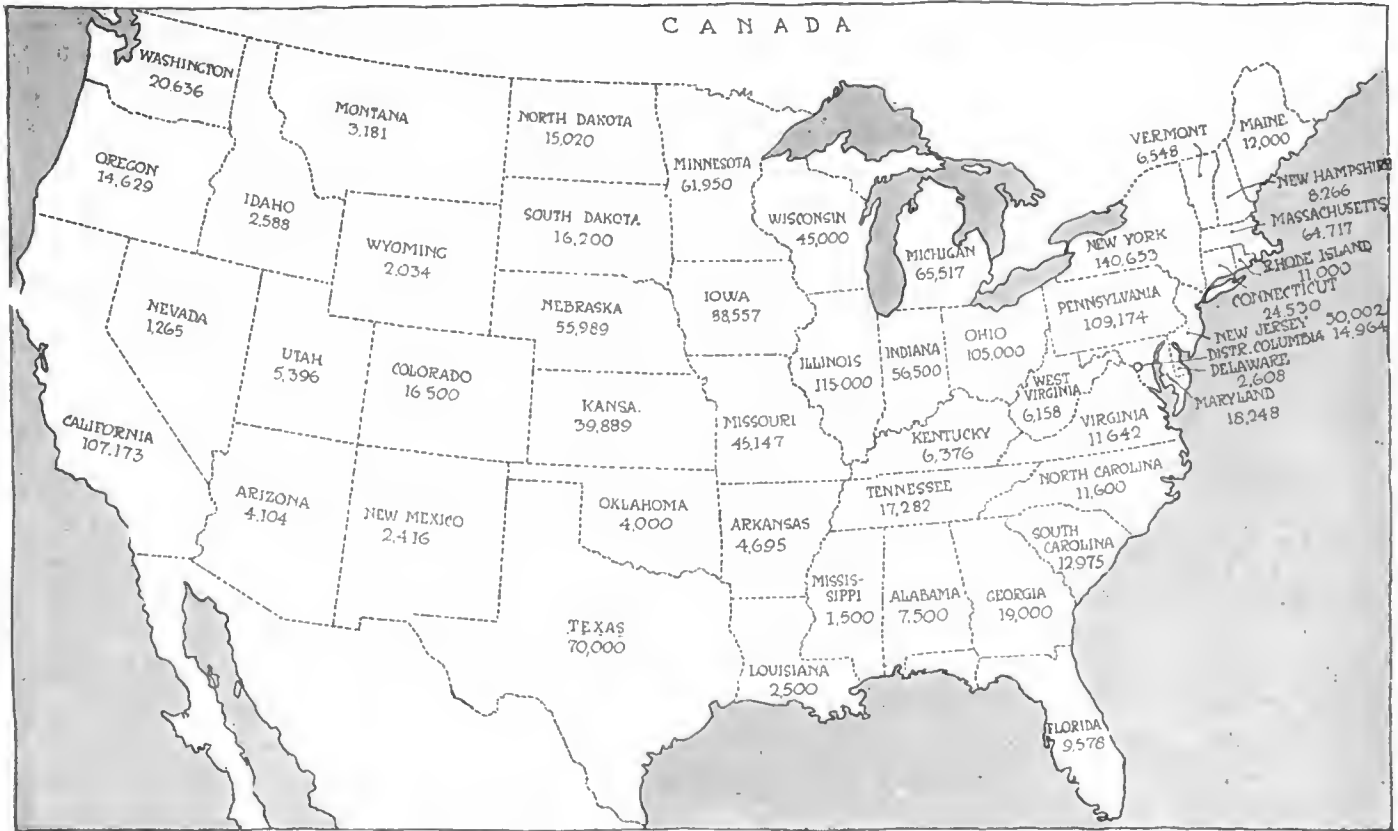 CANADA
WASHINGTON
20,636
MONTANA
3,181
NORTH DAKOTA
15,020
MINNESOTA
61,950
VERMONT
6,548
MAINE
12,000
OREGON
14,629
IDAHO
2,588
WYOMING
2,034
SOUTH DAKOTA
16,200
WISCONSIN
45,000
MICHIGAN
65,517
NEW YORK
140,653
NEW HAMPSHIRE
8,266
MASSACHUSETTS
64,717
RHODE ISLAND
11,000
CONNECTICUT
24,530
NEW JERSEY 50,002
DISTR. COLUMBIA 14,964
DELAWARE
2,608
MARYLAND
18,248
NEVADA
1,265
UTAH
5,396
COLORADO
16 500
NEBRASKA
55,989
IOWA
88,557
ILLINOIS
115 000
INDIANA
56,500
OHIO
105,000
PENNSYLVANIA
109,174
CALIFORNIA
107,173
KANSA.
39,889
MISSOURI
45,147
KENTUCKY
6,376
WEST
VIRGINIA
6,158
VIRGINIA
11 642
ARIZONA
4,104
NEW MEXICO
2,416
OKLAHOMA
4,000
ARKANSAS
4,695
TENNESSEE
17,282
NORTH CAROLINA
11,600
SOUTH
CAROLINA
12,975
TEXAS
70,000
LOUISIANA
2,500
MISSIS-
SIPPI
1,500
ALABAMA
7,500
GEORGIA
19,000
FLORIDA
9,578